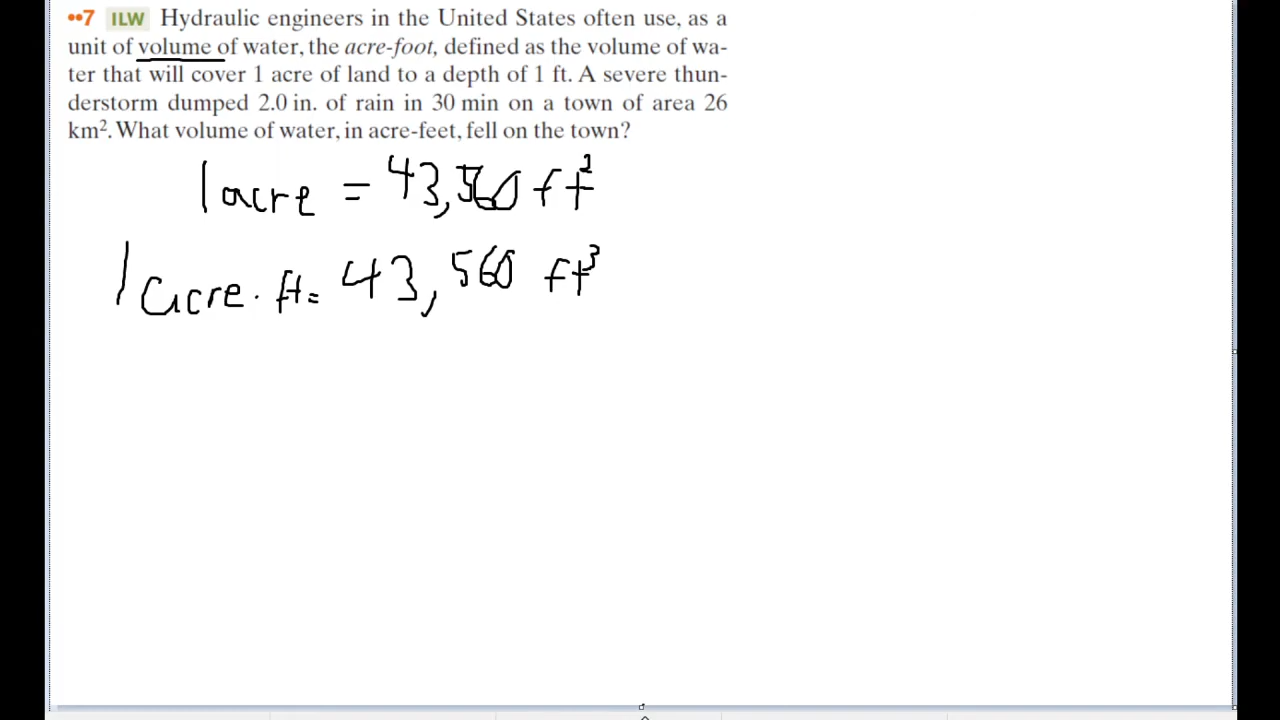 ••7 ILW Hydraulic engineers in the United States often use, as a
unit of volume of water, the acre-foot, defined as the volume of wa-
ter that will cover 1 acre of land to a depth of 1 ft. A severe thun-
derstorm dumped 2.0 in. of rain in 30 min on a town of area 26
km². What volume of water, in acre-feet, fell on the town?
1 acre = 43,560 ft²
1 acre · ft = 43,560 ft³